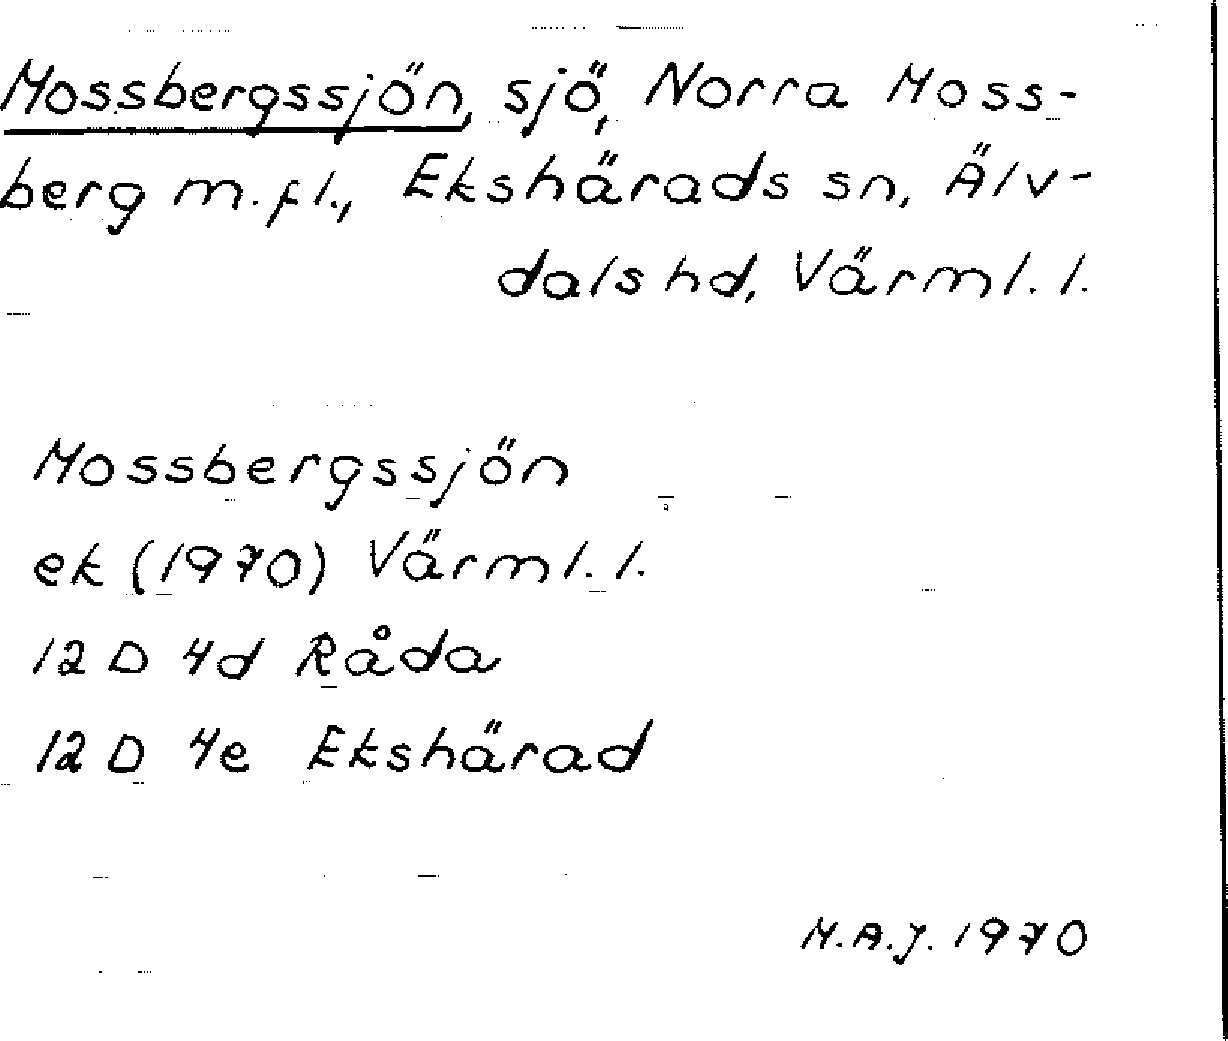 Mossbergssjön, sjö, Norra Moss-
berg m.fl., Ekshärads sn, Älv-
dals hd, Värml. l.
Mossbergssjön
ek (1970) Värml. l.
12 D 4d Råda
12 D 4e Ekshärad
M.A.J. 1970